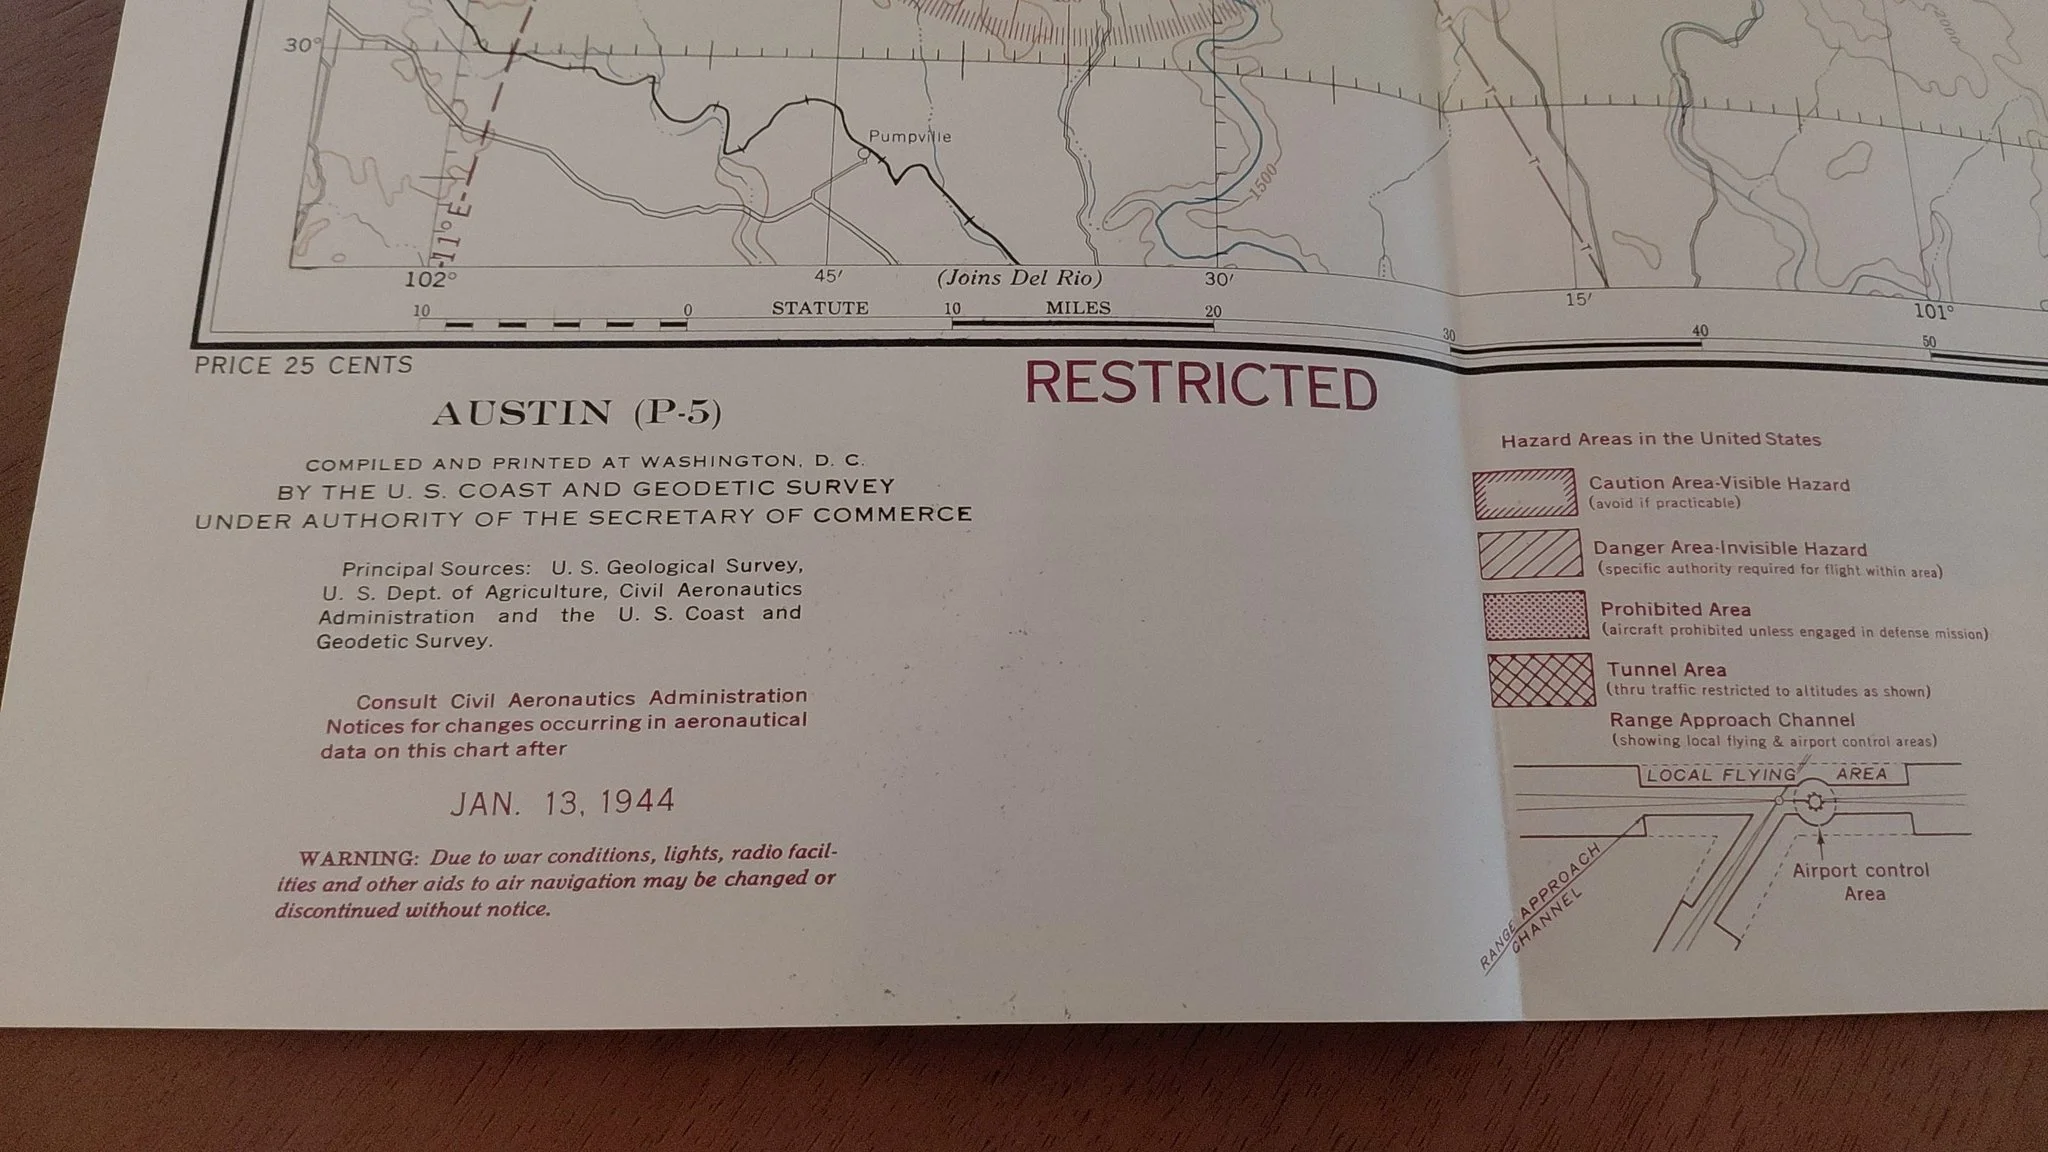 30°
Pumpville
1500
2000
11° E
T
T
T
T
102°
45′
(Joins Del Rio)
30′
15′
101°
10 0 STATUTE 10 MILES 20 30 40 50
PRICE 25 CENTS
RESTRICTED
AUSTIN (P-5)
COMPILED AND PRINTED AT WASHINGTON, D. C.
BY THE U. S. COAST AND GEODETIC SURVEY
UNDER AUTHORITY OF THE SECRETARY OF COMMERCE
Principal Sources: U. S. Geological Survey,
U. S. Dept. of Agriculture, Civil Aeronautics
Administration and the U. S. Coast and
Geodetic Survey.
Consult Civil Aeronautics Administration
Notices for changes occurring in aeronautical
data on this chart after
JAN. 13, 1944
WARNING: Due to war conditions, lights, radio facil-
ities and other aids to air navigation may be changed or
discontinued without notice.
Hazard Areas in the United States
Caution Area-Visible Hazard
(avoid if practicable)
Danger Area-Invisible Hazard
(specific authority required for flight within area)
Prohibited Area
(aircraft prohibited unless engaged in defense mission)
Tunnel Area
(thru traffic restricted to altitudes as shown)
Range Approach Channel
(showing local flying & airport control areas)
LOCAL FLYING AREA
RANGE APPROACH
CHANNEL
Airport control
Area